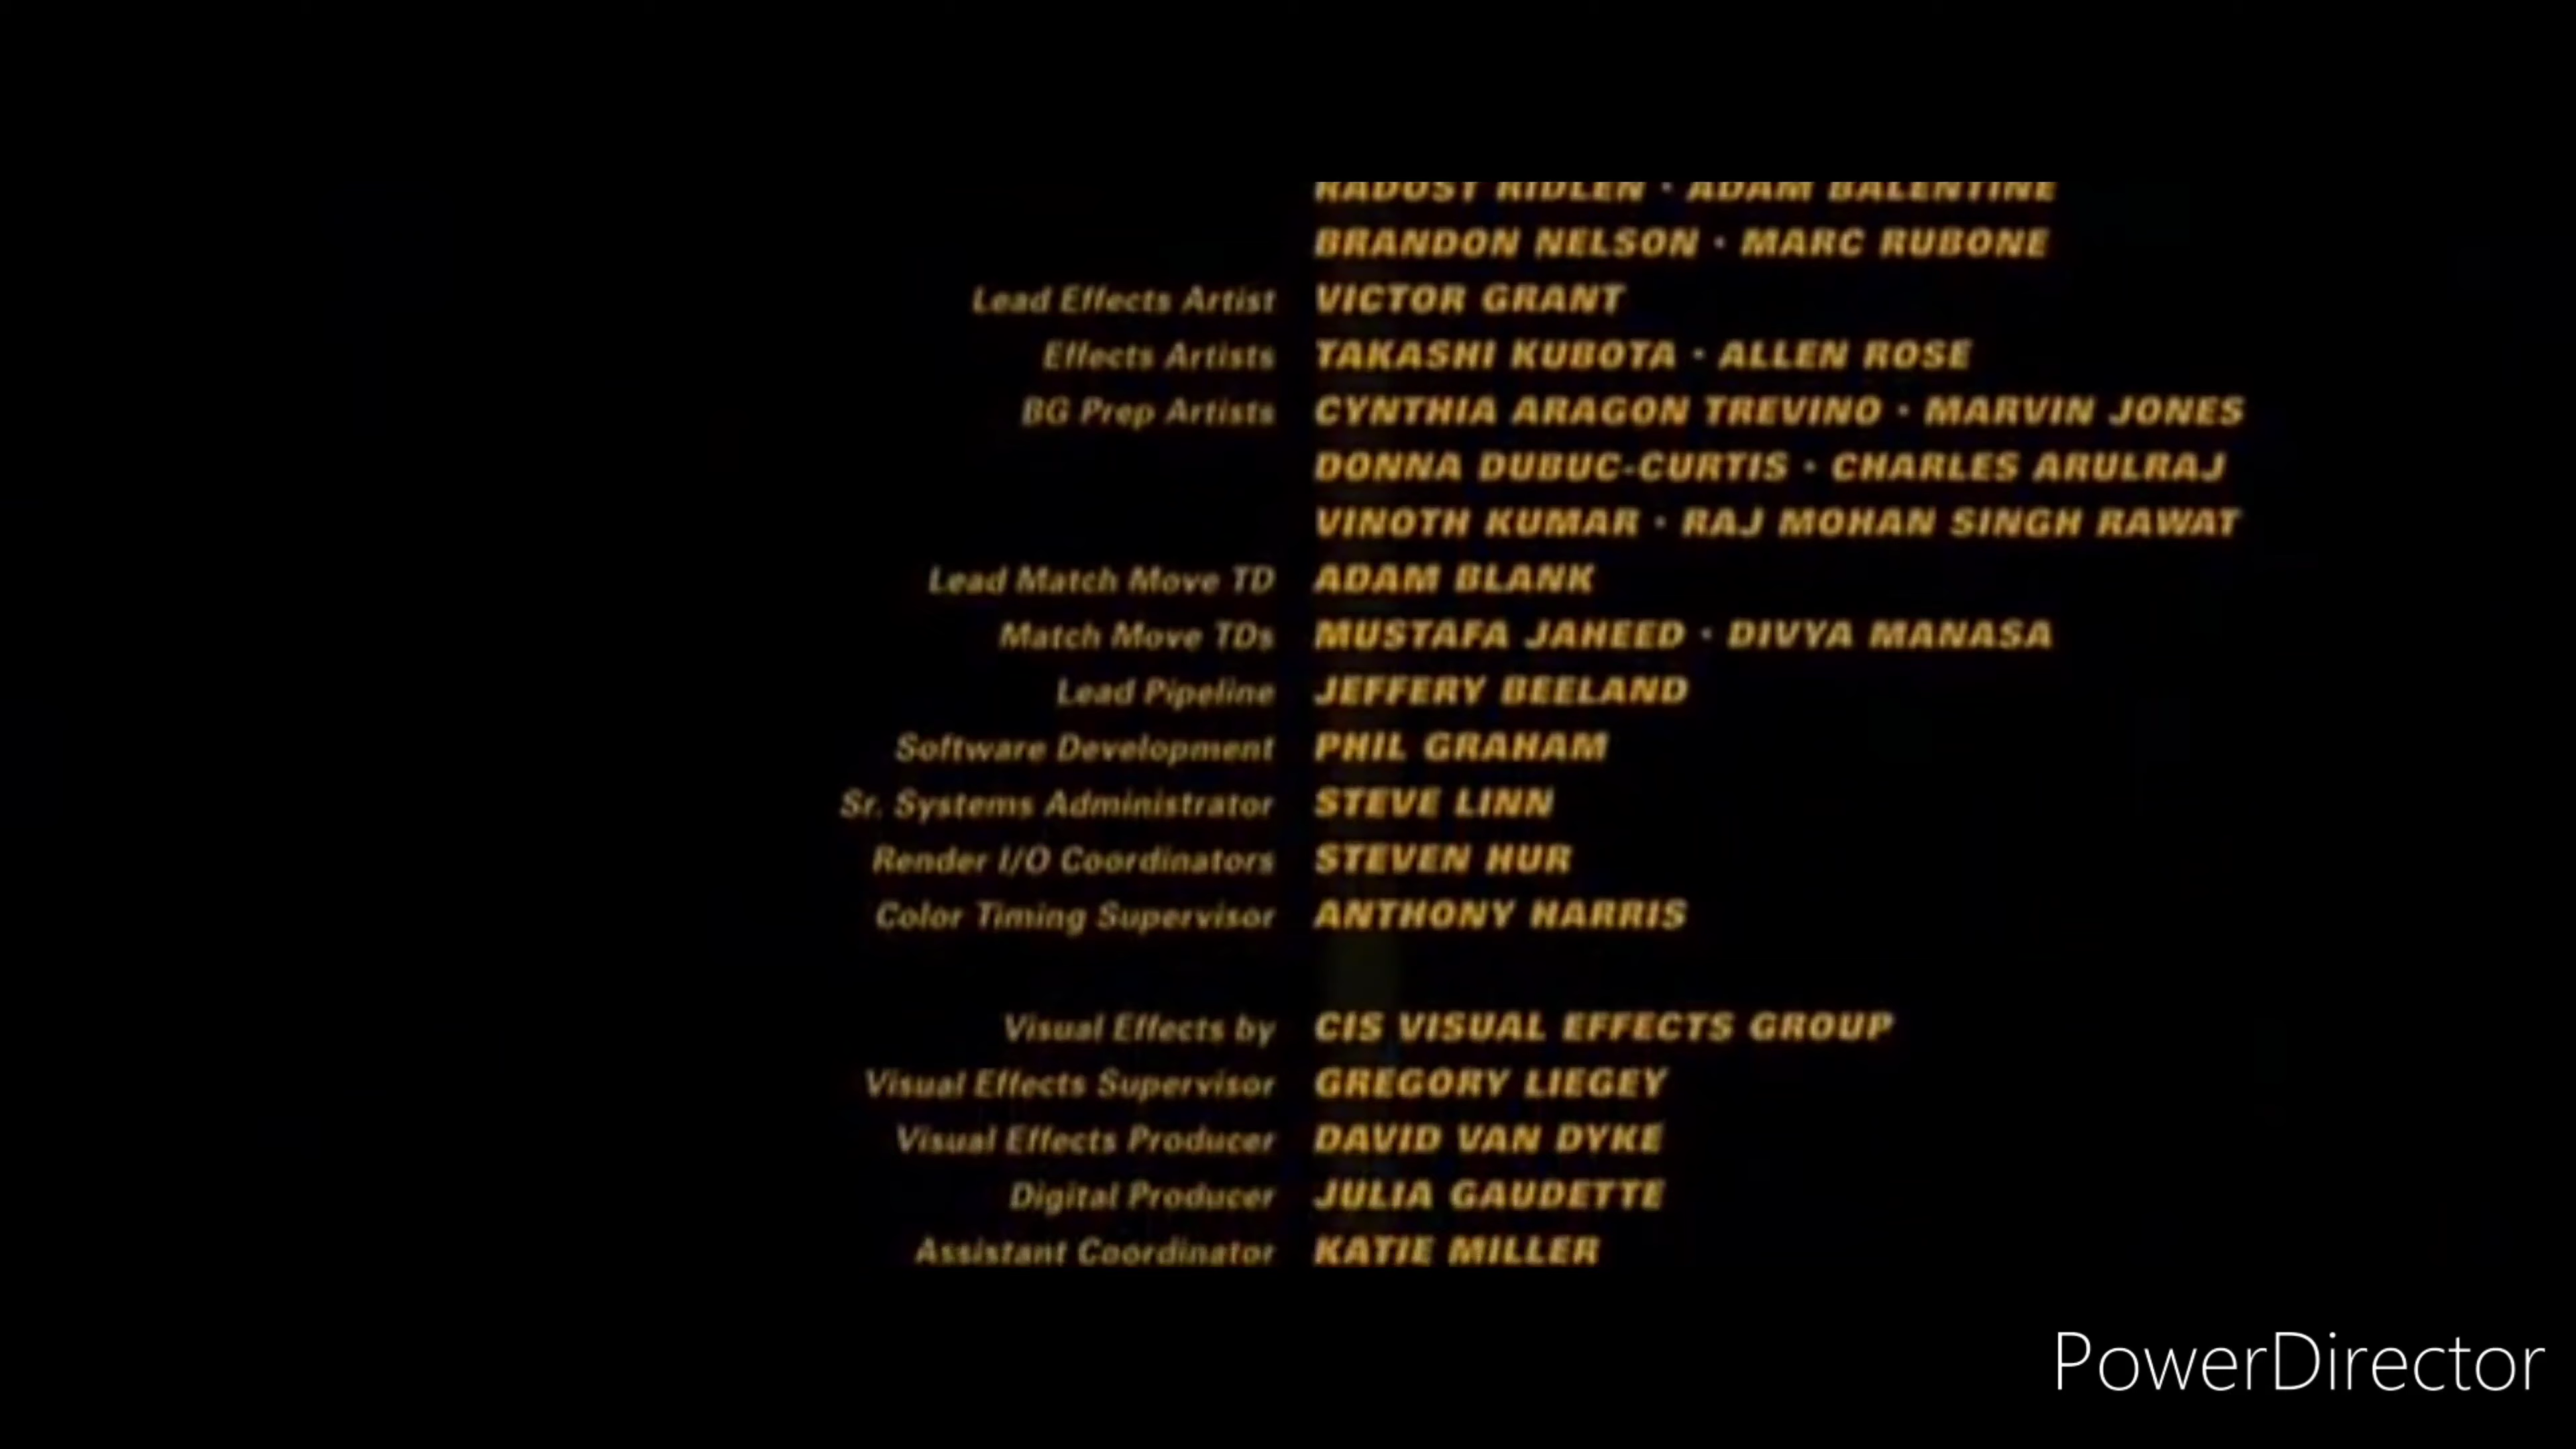 RADOST RIDLEN • ADAM BALENTINE
BRANDON NELSON • MARC RUBONE
Lead Effects Artist VICTOR GRANT
Effects Artists TAKASHI KUBOTA • ALLEN ROSE
BG Prep Artists CYNTHIA ARAGON TREVINO • MARVIN JONES
DONNA DUBUC-CURTIS • CHARLES ARULRAJ
VINOTH KUMAR • RAJ MOHAN SINGH RAWAT
Lead Match Move TD ADAM BLANK
Match Move TDs MUSTAFA JAHEED • DIVYA MANASA
Lead Pipeline JEFFERY BEELAND
Software Development PHIL GRAHAM
Sr. Systems Administrator STEVE LINN
Render I/O Coordinators STEVEN HUR
Color Timing Supervisor ANTHONY HARRIS
Visual Effects by CIS VISUAL EFFECTS GROUP
Visual Effects Supervisor GREGORY LIEGEY
Visual Effects Producer DAVID VAN DYKE
Digital Producer JULIA GAUDETTE
Assistant Coordinator KATIE MILLER
PowerDirector